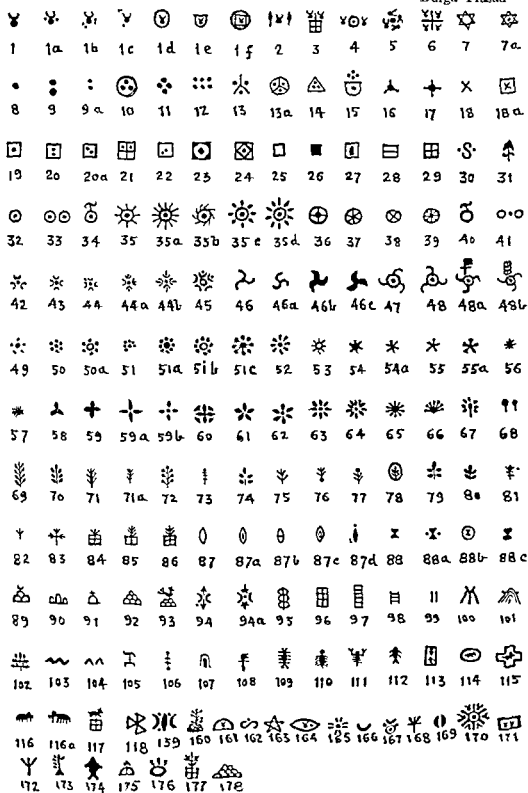 Durga Prasad
1 1a 1b 1c 1d 1e 1f 2 3 4 5 6 7 7a
8 9 9a 10 11 12 13 13a 14 15 16 17 18 18a
19 20 20a 21 22 23 24 25 26 27 28 29 30 31
32 33 34 35 35a 35b 35c 35d 36 37 38 39 40 41
42 43 44 44a 44b 45 46 46a 46b 46c 47 48 48a 48b
49 50 50a 51 51a 51b 51c 52 53 54 54a 55 55a 56
57 58 59 59a 59b 60 61 62 63 64 65 66 67 68
69 70 71 71a 72 73 74 75 76 77 78 79 80 81
82 83 84 85 86 87 87a 87b 87c 87d 88 88a 88b 88c
89 90 91 92 93 94 94a 95 96 97 98 99 100 101
102 103 104 105 106 107 108 109 110 111 112 113 114 115
116 116a 117 118 159 160 161 162 163 164 165 166 167 168 169 170 171
172 173 174 175 176 177 178